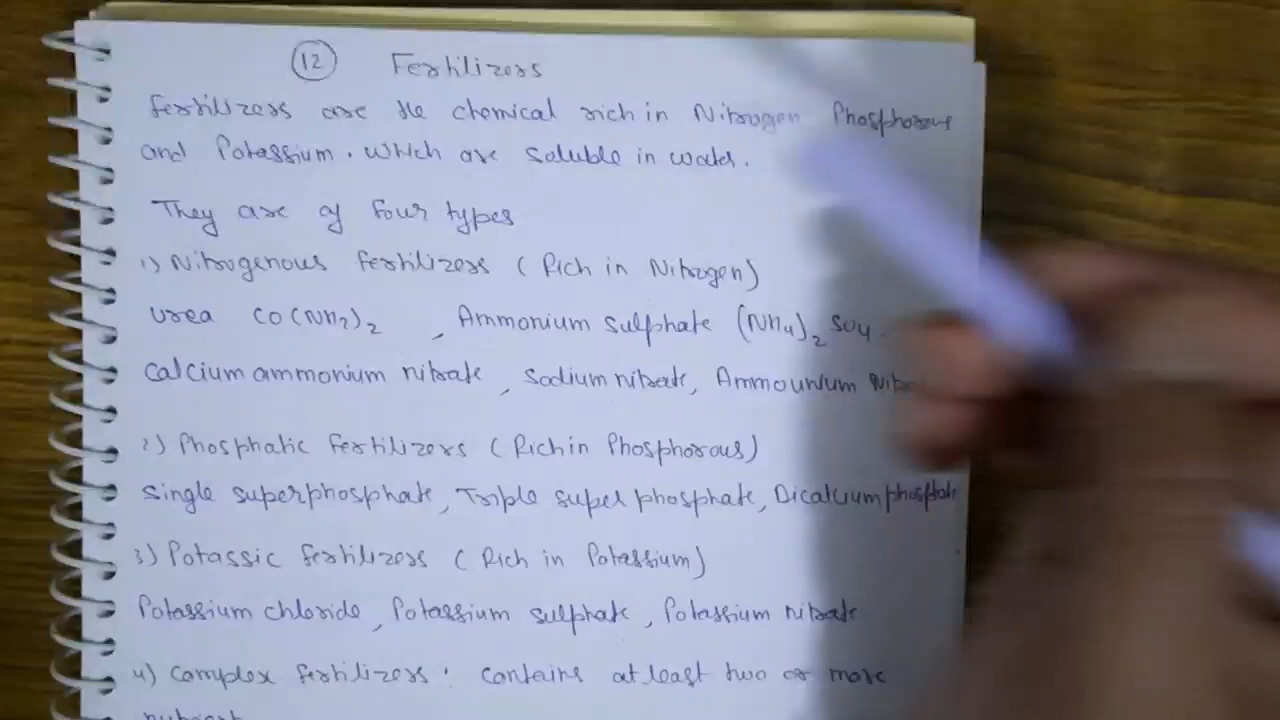 12 Fertilizers
fertilizers are the chemical rich in Nitrogen Phosphorous
and Potassium. Which are soluble in water.
They are of four types
1) Nitrogenous fertilizers (Rich in Nitrogen)
Urea CO(NH2)2 , Ammonium sulphate (NH4)2 SO4.
Calcium ammonium nitrate, Sodium nitrate, Ammounium
2) Phosphatic fertilizers (Rich in Phosphorous)
Single superphosphate, Triple super phosphate, Dicalcium phosphate
3) Potassic fertilizers (Rich in Potassium)
Potassium chloride, Potassium sulphate, Potassium nitrate
4) Complex fertilizers: contains at least two or more